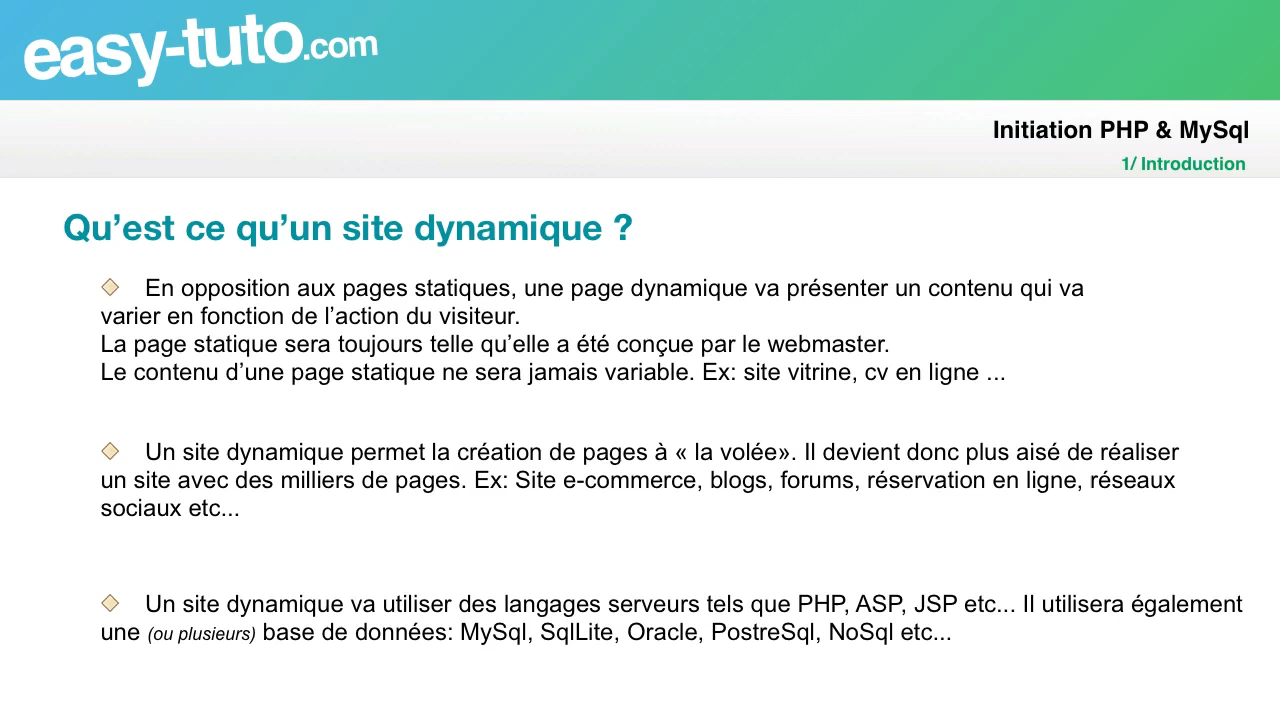 easy-tuto.com
Initiation PHP & MySql
1/ Introduction
Qu’est ce qu’un site dynamique ?
En opposition aux pages statiques, une page dynamique va présenter un contenu qui va
varier en fonction de l’action du visiteur.
La page statique sera toujours telle qu’elle a été conçue par le webmaster.
Le contenu d’une page statique ne sera jamais variable. Ex: site vitrine, cv en ligne ...
Un site dynamique permet la création de pages à « la volée». Il devient donc plus aisé de réaliser
un site avec des milliers de pages. Ex: Site e-commerce, blogs, forums, réservation en ligne, réseaux
sociaux etc...
Un site dynamique va utiliser des langages serveurs tels que PHP, ASP, JSP etc... Il utilisera également
une (ou plusieurs) base de données: MySql, SqlLite, Oracle, PostreSql, NoSql etc...